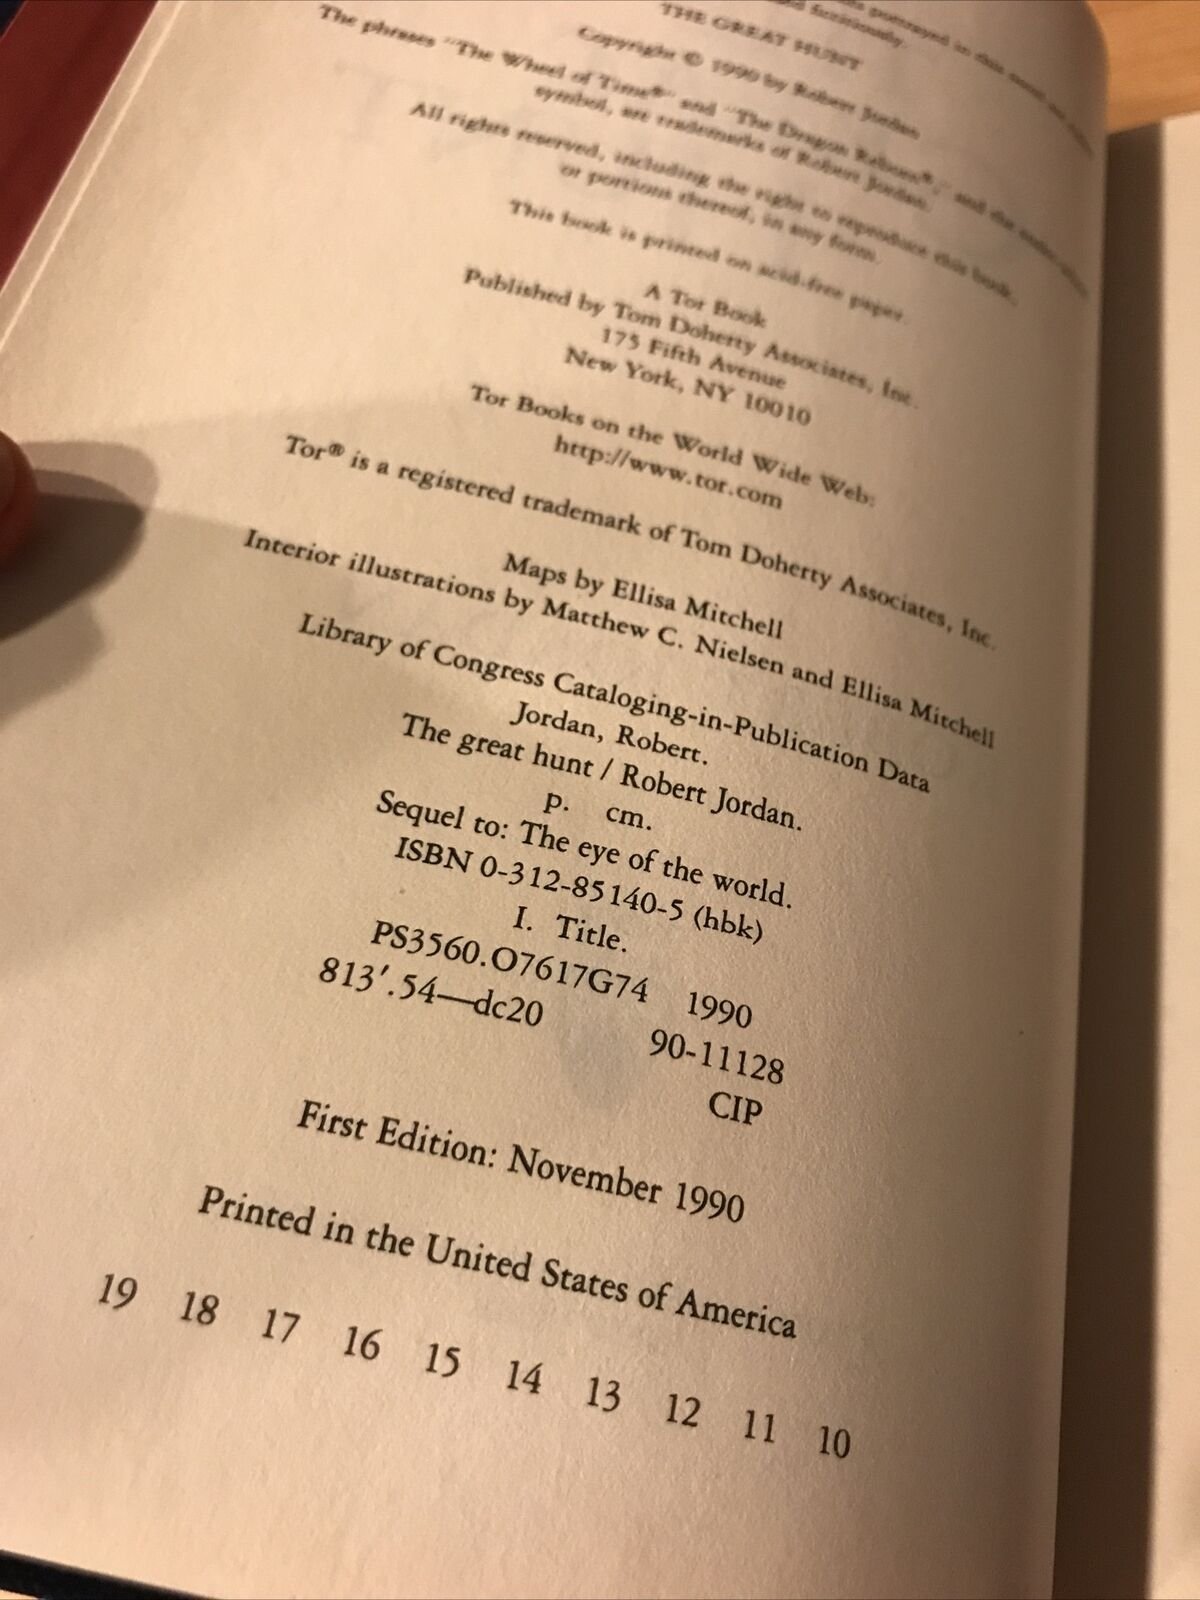 portrayed in this novel
fictitiously.
THE GREAT HUNT
Copyright © 1990 by Robert Jordan
The phrases "The Wheel of Time®" and "The Dragon Reborn®," and the
symbol, are trademarks of Robert Jordan.
All rights reserved, including the right to reproduce this book,
or portions thereof, in any form.
This book is printed on acid-free paper.
A Tor Book
Published by Tom Doherty Associates, Inc.
175 Fifth Avenue
New York, NY 10010
Tor Books on the World Wide Web:
http://www.tor.com
Tor® is a registered trademark of Tom Doherty Associates, Inc.
Maps by Ellisa Mitchell
Interior illustrations by Matthew C. Nielsen and Ellisa Mitchell
Library of Congress Cataloging-in-Publication Data
Jordan, Robert.
The great hunt / Robert Jordan.
p. cm.
Sequel to: The eye of the world.
ISBN 0-312-85140-5 (hbk)
I. Title.
PS3560.O7617G74 1990
813'.54—dc20 90-11128
CIP
First Edition: November 1990
Printed in the United States of America
19 18 17 16 15 14 13 12 11 10